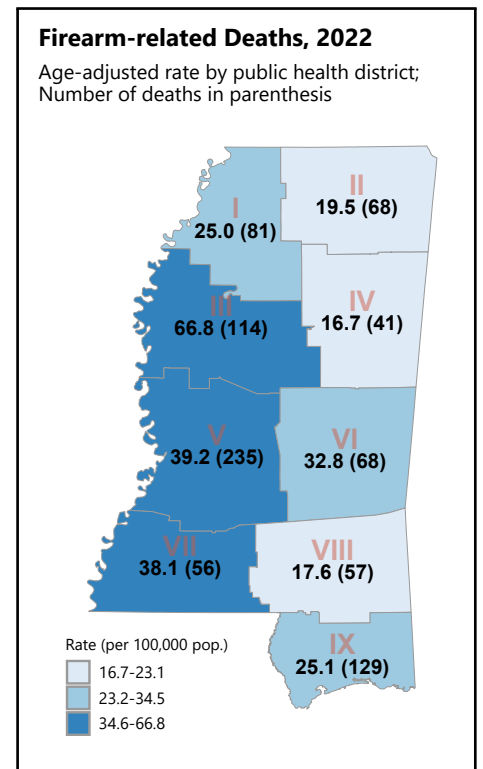 Firearm-related Deaths, 2022
Age-adjusted rate by public health district;
Number of deaths in parenthesis
I
25.0 (81)
II
19.5 (68)
III
66.8 (114)
IV
16.7 (41)
V
39.2 (235)
VI
32.8 (68)
VII
38.1 (56)
VIII
17.6 (57)
IX
25.1 (129)
Rate (per 100,000 pop.)
16.7-23.1
23.2-34.5
34.6-66.8